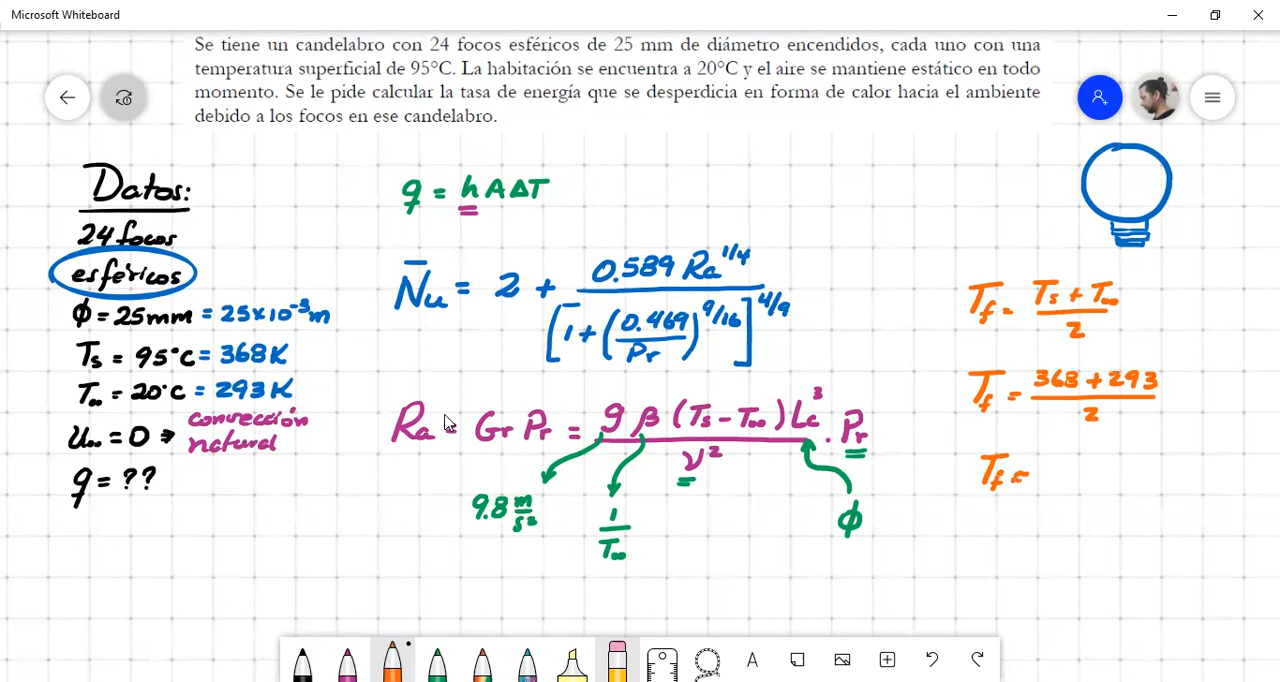 Microsoft Whiteboard
Se tiene un candelabro con 24 focos esféricos de 25 mm de diámetro encendidos, cada uno con una
temperatura superficial de 95°C. La habitación se encuentra a 20°C y el aire se mantiene estático en todo
momento. Se le pide calcular la tasa de energía que se desperdicia en forma de calor hacia el ambiente
debido a los focos en ese candelabro.
Datos:
24 focos
esféricos
ϕ = 25mm = 25×10⁻³m
Ts = 95°C = 368K
T∞ = 20°C = 293K
U∞ = 0 ⇒ convección natural
q = ??
q = hAΔT
N̄u = 2 + 0.589 Ra^1/4 / [1 + (0.469/Pr)^9/16]^4/9
Ra = Gr Pr = g β (Ts - T∞) Lc³ / ν² · Pr
9.8 m/s²
1/T∞
ϕ
Tf = Ts + T∞ / 2
Tf = 368 + 293 / 2
Tf =
A